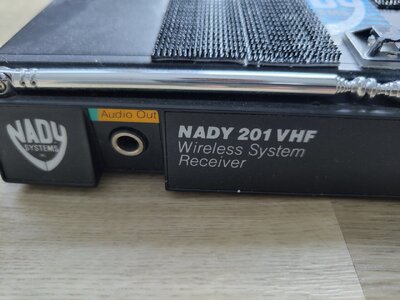 NADY
SYSTEMS
Audio Out
NADY 201 VHF
Wireless System
Receiver